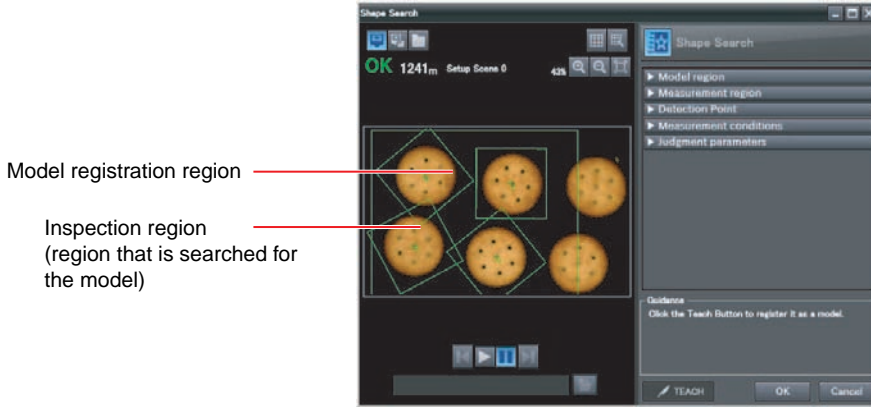 Shape Search
OK 1241m Setup Scene 0 43%
Shape Search
Model region
Measurement region
Detection Point
Measurement conditions
Judgment parameters
Model registration region
Inspection region
(region that is searched for
the model)
Guidance
Click the Teach Button to register it as a model.
TEACH OK Cancel